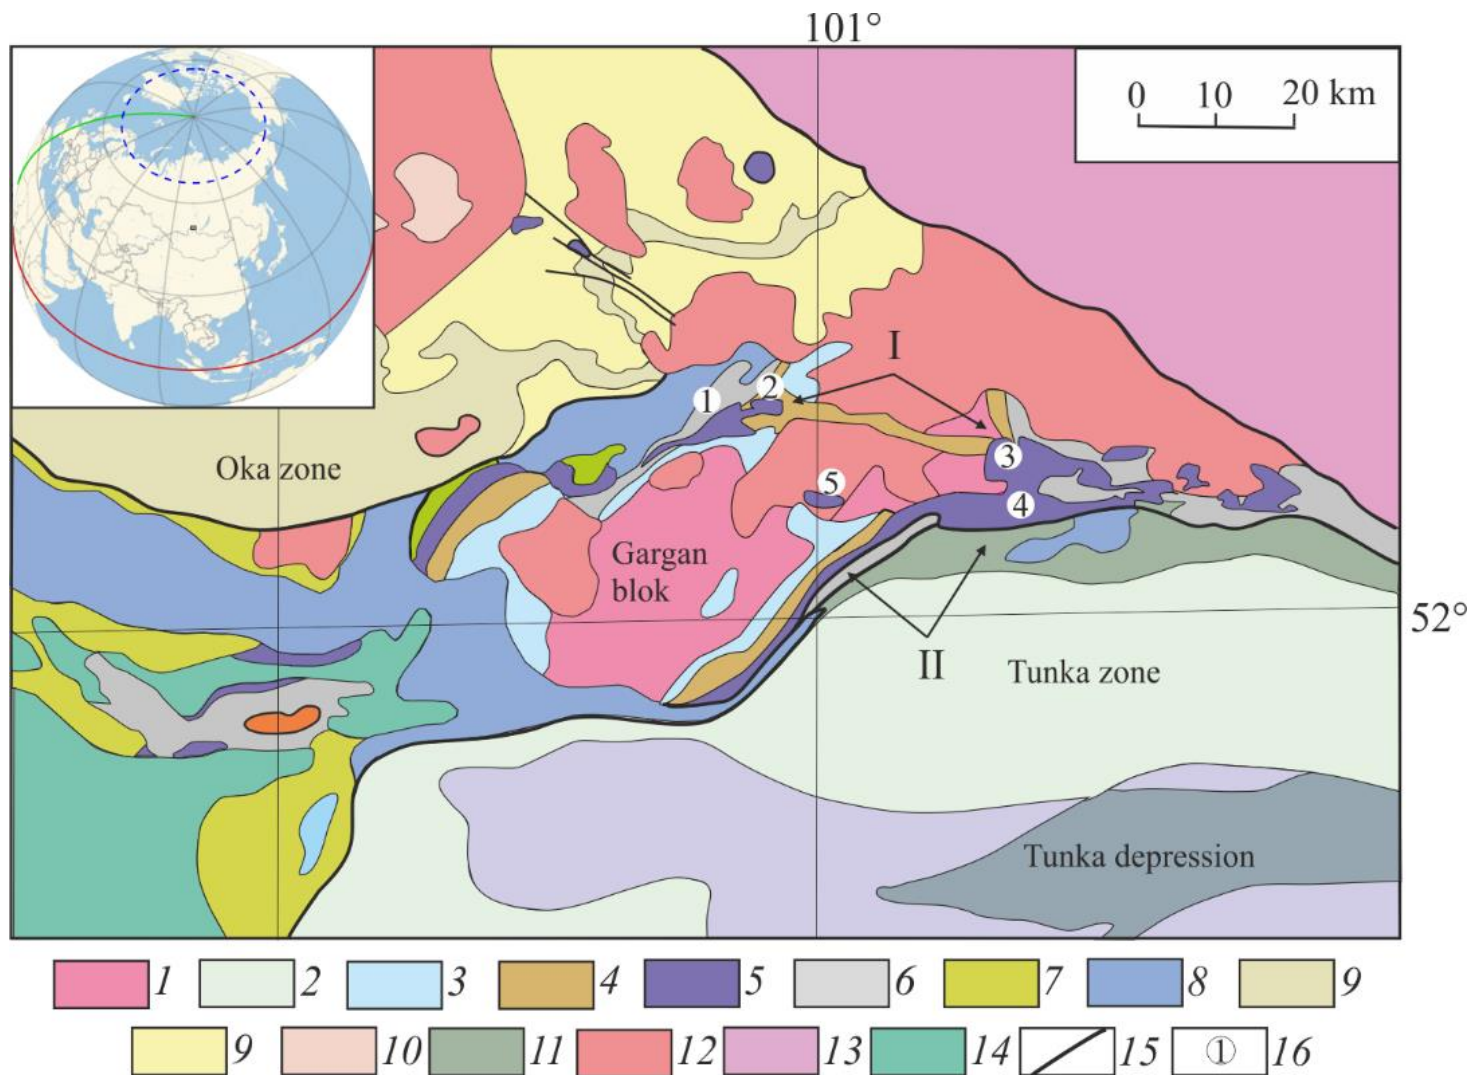 101°
0 10 20 km
I
1
2
3
Oka zone
5
4
Gargan
blok
52°
II
Tunka zone
Tunka depression
1 2 3 4 5 6 7 8 9
9 10 11 12 13 14 15 1 16